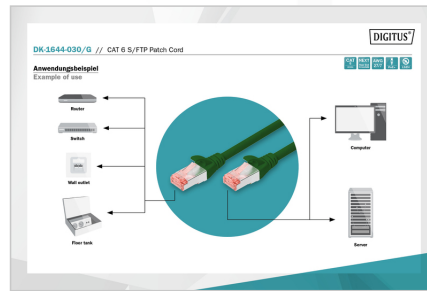 DIGITUS®
DK-1644-030/G // CAT 6 S/FTP Patch Cord
Anwendungsbeispiel
Example of use
Router
Switch
Wall outlet
Floor tank
Computer
Server